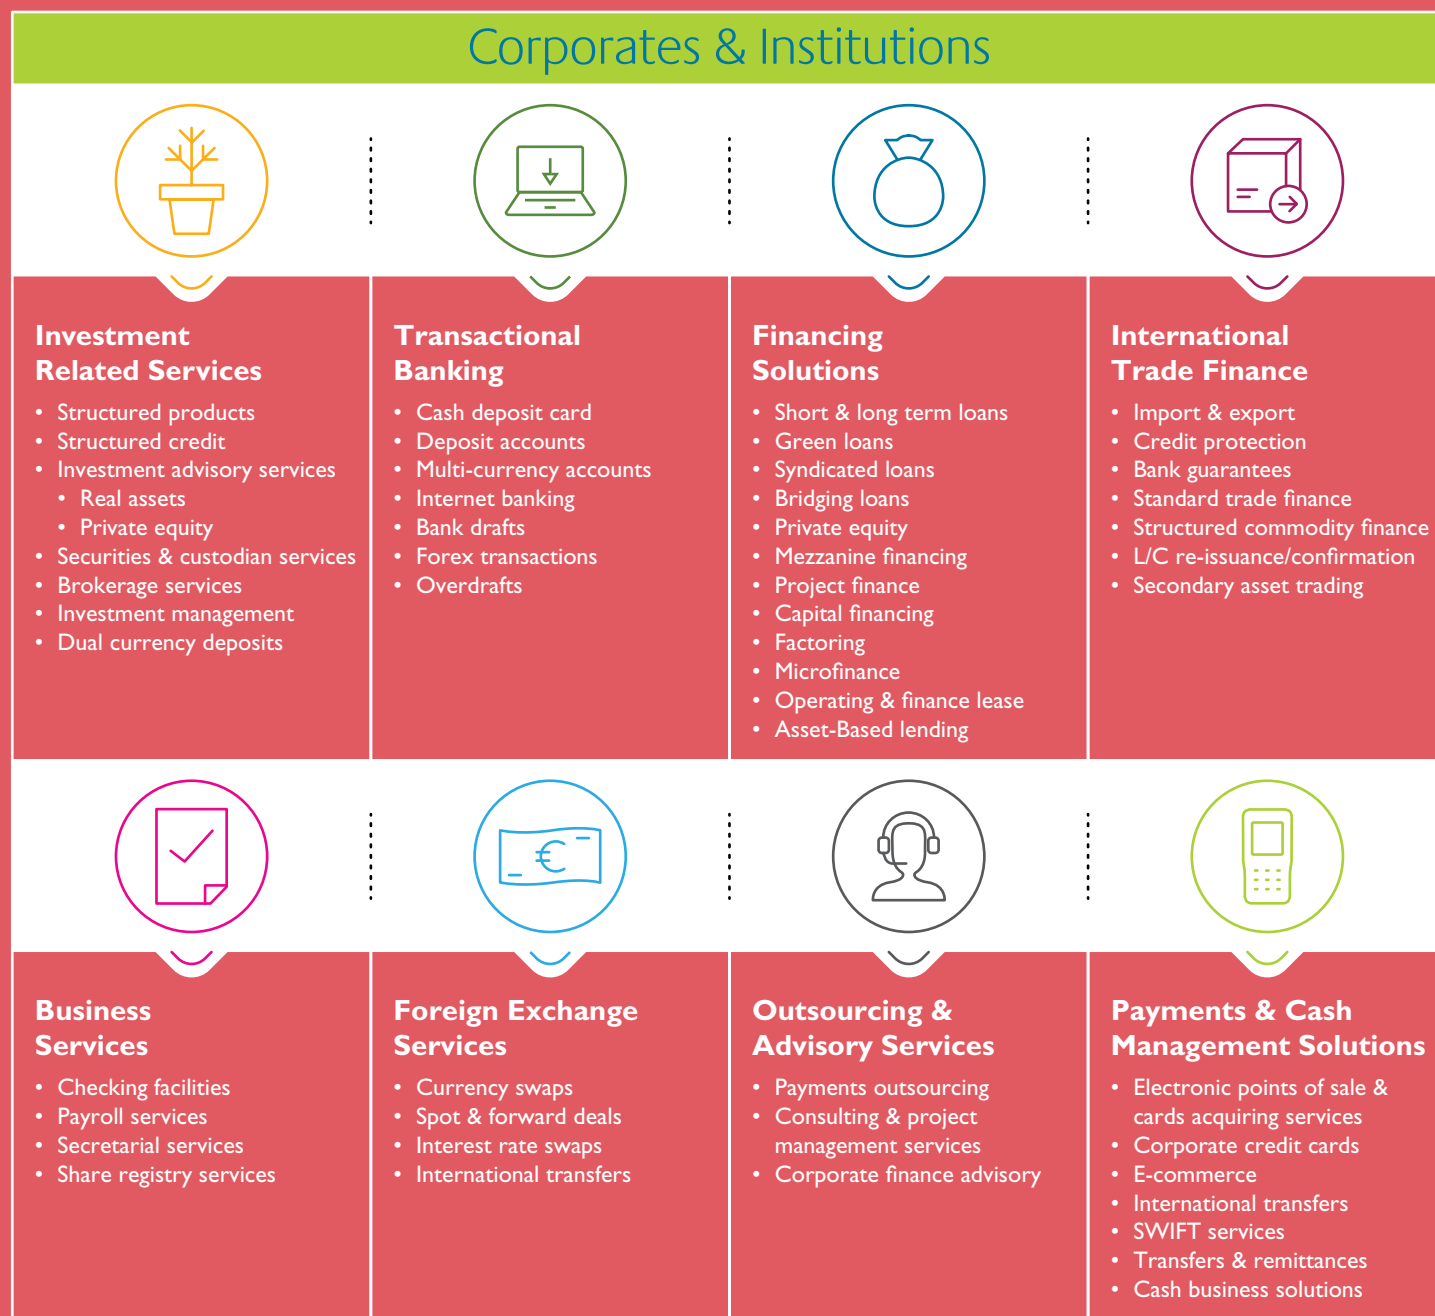 Corporates & Institutions
Investment
Related Services
• Structured products
• Structured credit
• Investment advisory services
• Real assets
• Private equity
• Securities & custodian services
• Brokerage services
• Investment management
• Dual currency deposits
Transactional
Banking
• Cash deposit card
• Deposit accounts
• Multi-currency accounts
• Internet banking
• Bank drafts
• Forex transactions
• Overdrafts
Financing
Solutions
• Short & long term loans
• Green loans
• Syndicated loans
• Bridging loans
• Private equity
• Mezzanine financing
• Project finance
• Capital financing
• Factoring
• Microfinance
• Operating & finance lease
• Asset-Based lending
International
Trade Finance
• Import & export
• Credit protection
• Bank guarantees
• Standard trade finance
• Structured commodity finance
• L/C re-issuance/confirmation
• Secondary asset trading
Business
Services
• Checking facilities
• Payroll services
• Secretarial services
• Share registry services
€
Foreign Exchange
Services
• Currency swaps
• Spot & forward deals
• Interest rate swaps
• International transfers
Outsourcing &
Advisory Services
• Payments outsourcing
• Consulting & project
management services
• Corporate finance advisory
Payments & Cash
Management Solutions
• Electronic points of sale &
cards acquiring services
• Corporate credit cards
• E-commerce
• International transfers
• SWIFT services
• Transfers & remittances
• Cash business solutions